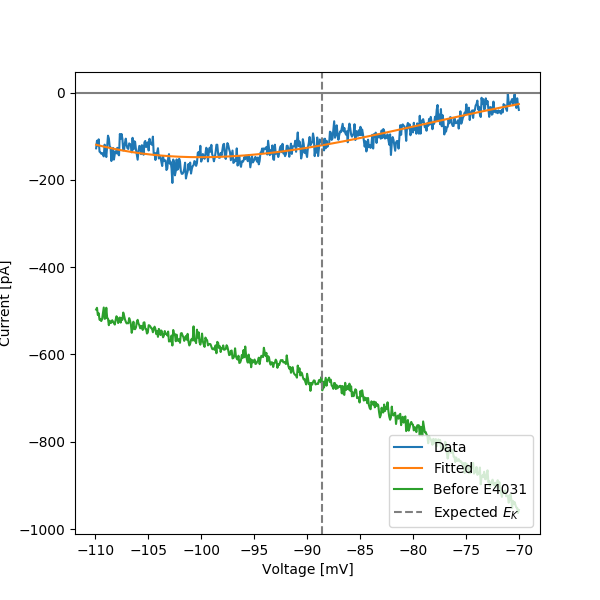 0
−200
−400
−600
−800
−1000
Current [pA]
Data
Fitted
Before E4031
Expected E_K
−110
−105
−100
−95
−90
−85
−80
−75
−70
Voltage [mV]